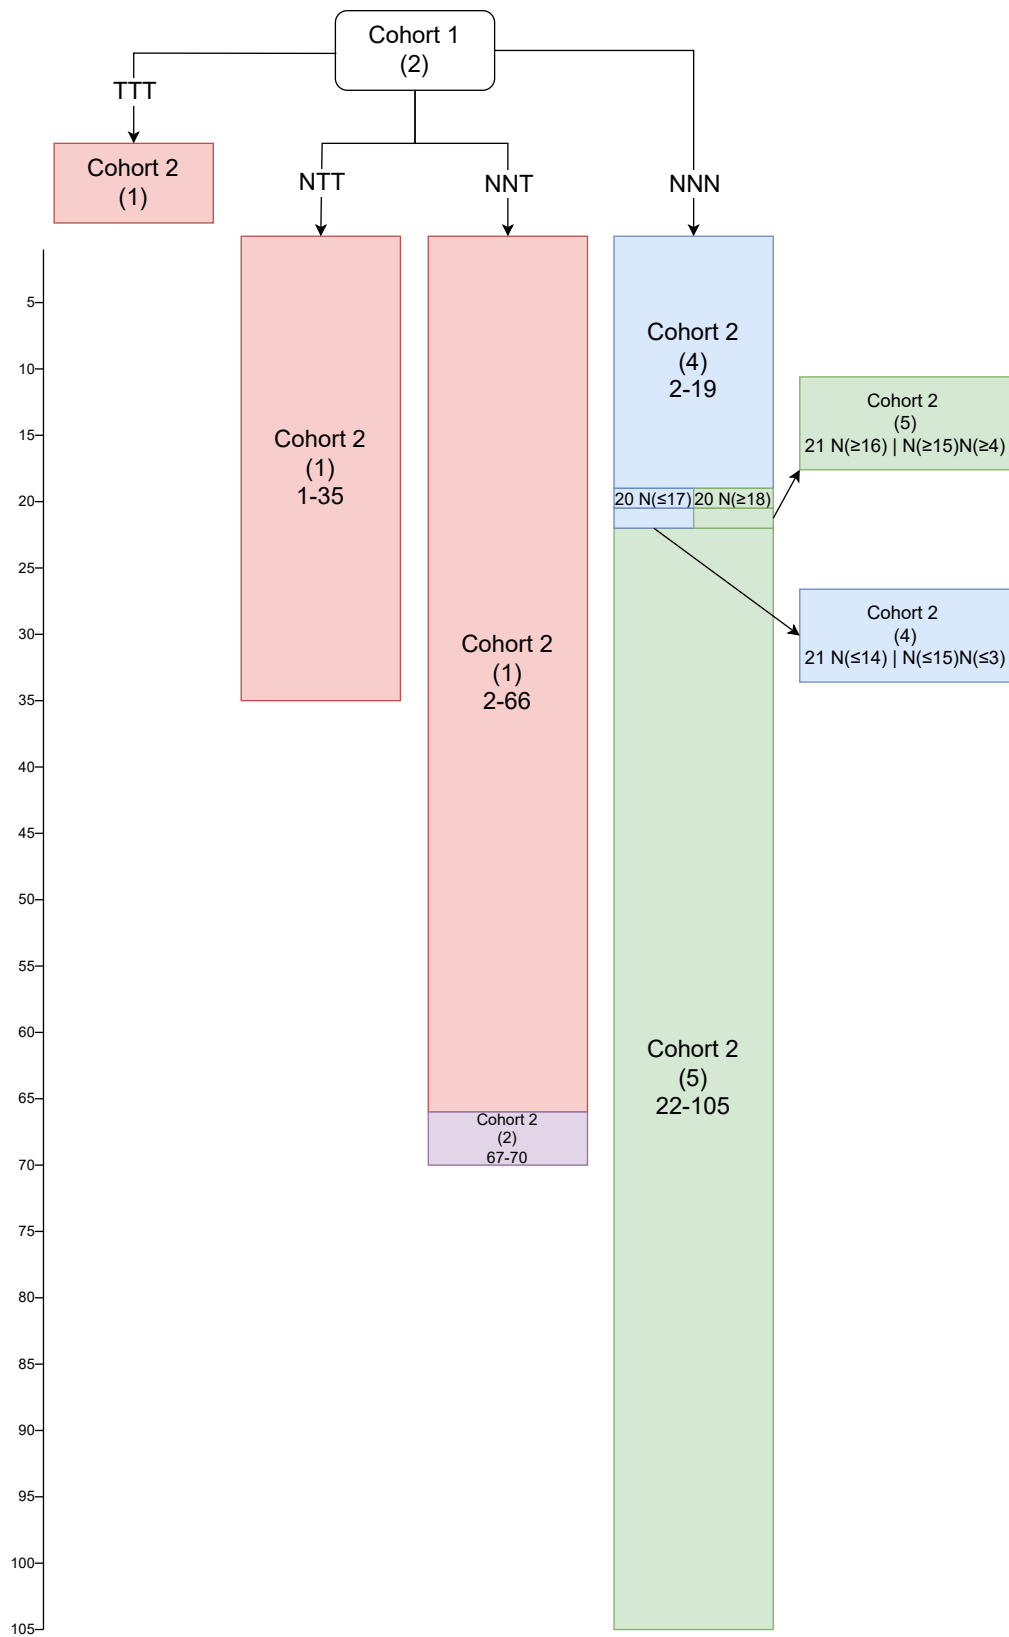 Cohort 1
(2)
TTT
NTT
NNT
NNN
Cohort 2
(1)
Cohort 2
(1)
1-35
Cohort 2
(1)
2-66
Cohort 2
(2)
67-70
Cohort 2
(4)
2-19
20 N(≤17)
20 N(≥18)
Cohort 2
(5)
22-105
Cohort 2
(5)
21 N(≥16) | N(≥15)N(≥4)
Cohort 2
(4)
21 N(≤14) | N(≤15)N(≤3)
5
10
15
20
25
30
35
40
45
50
55
60
65
70
75
80
85
90
95
100
105